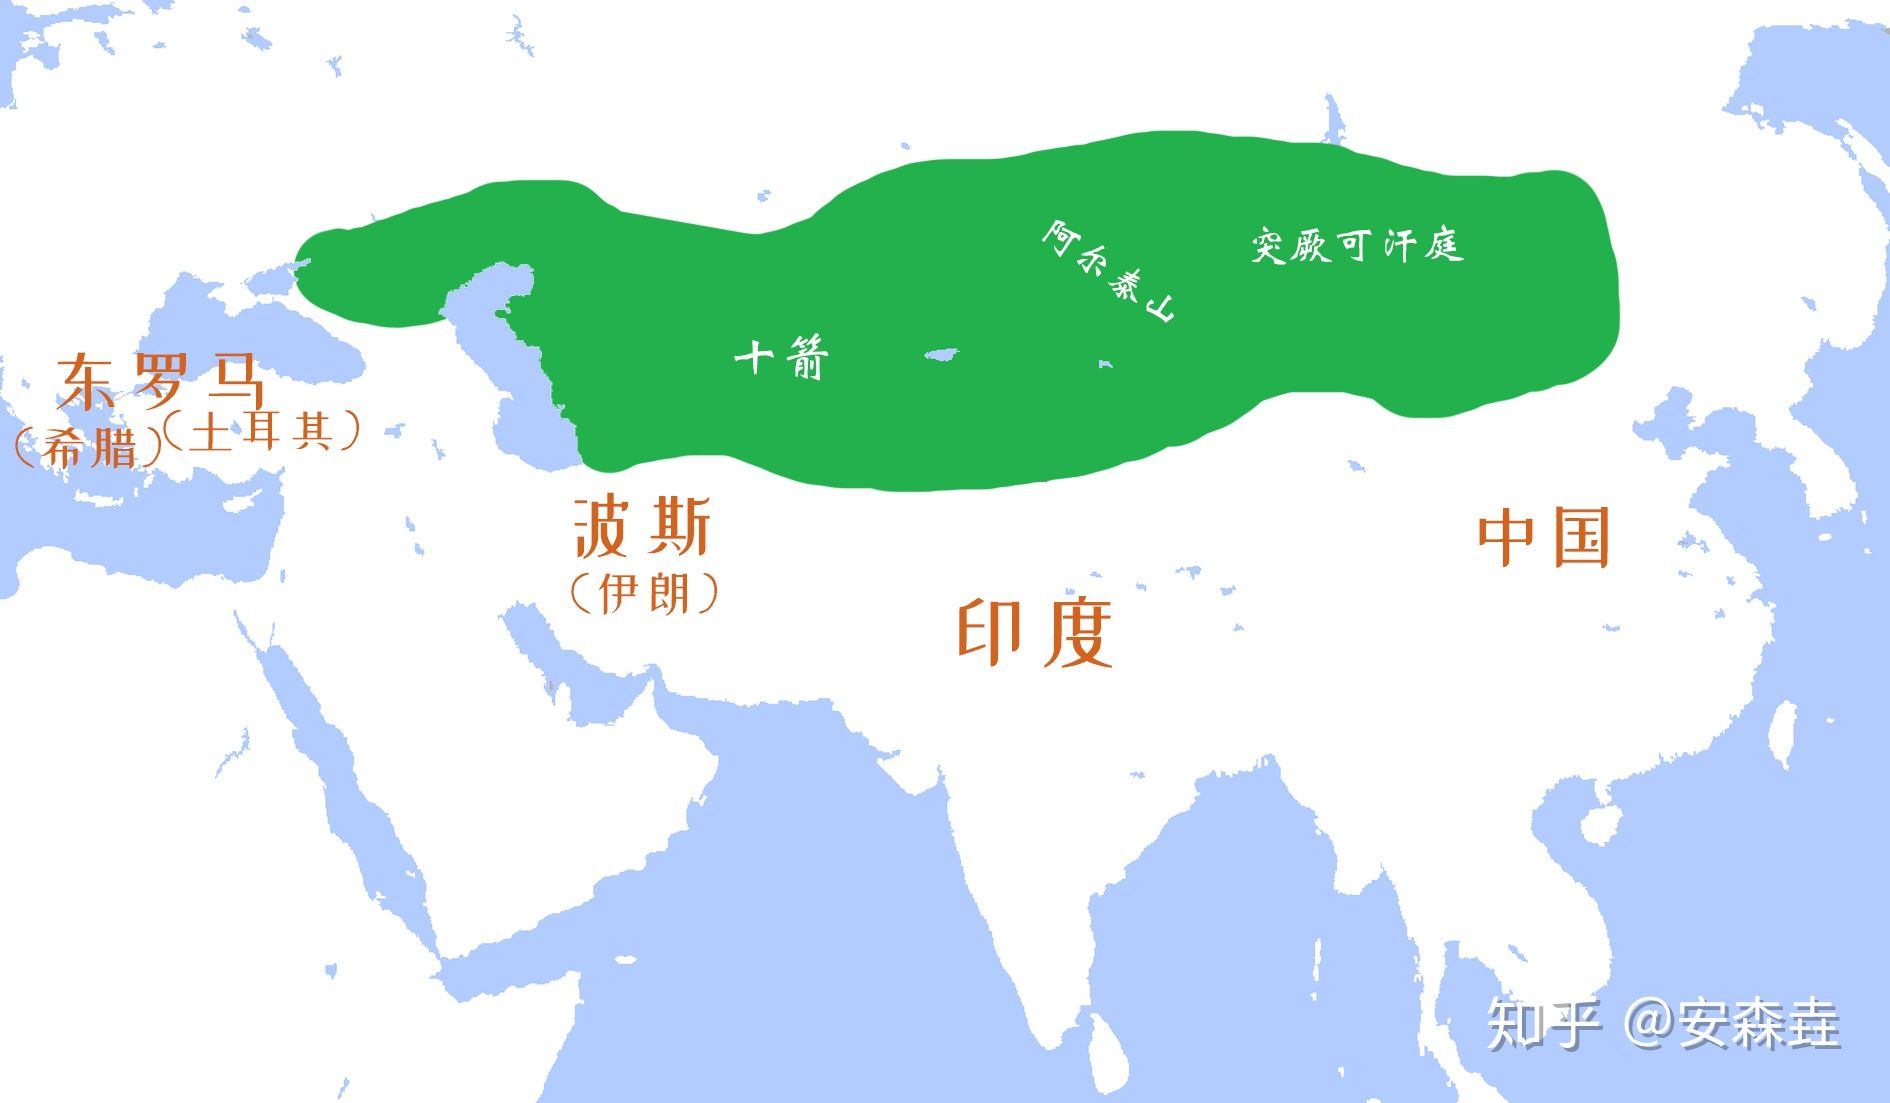 突厥可汗庭
阿尔泰山
十箭
东罗马
(希腊)(土耳其)
波斯
(伊朗)
中国
印度
知乎 @安森垚